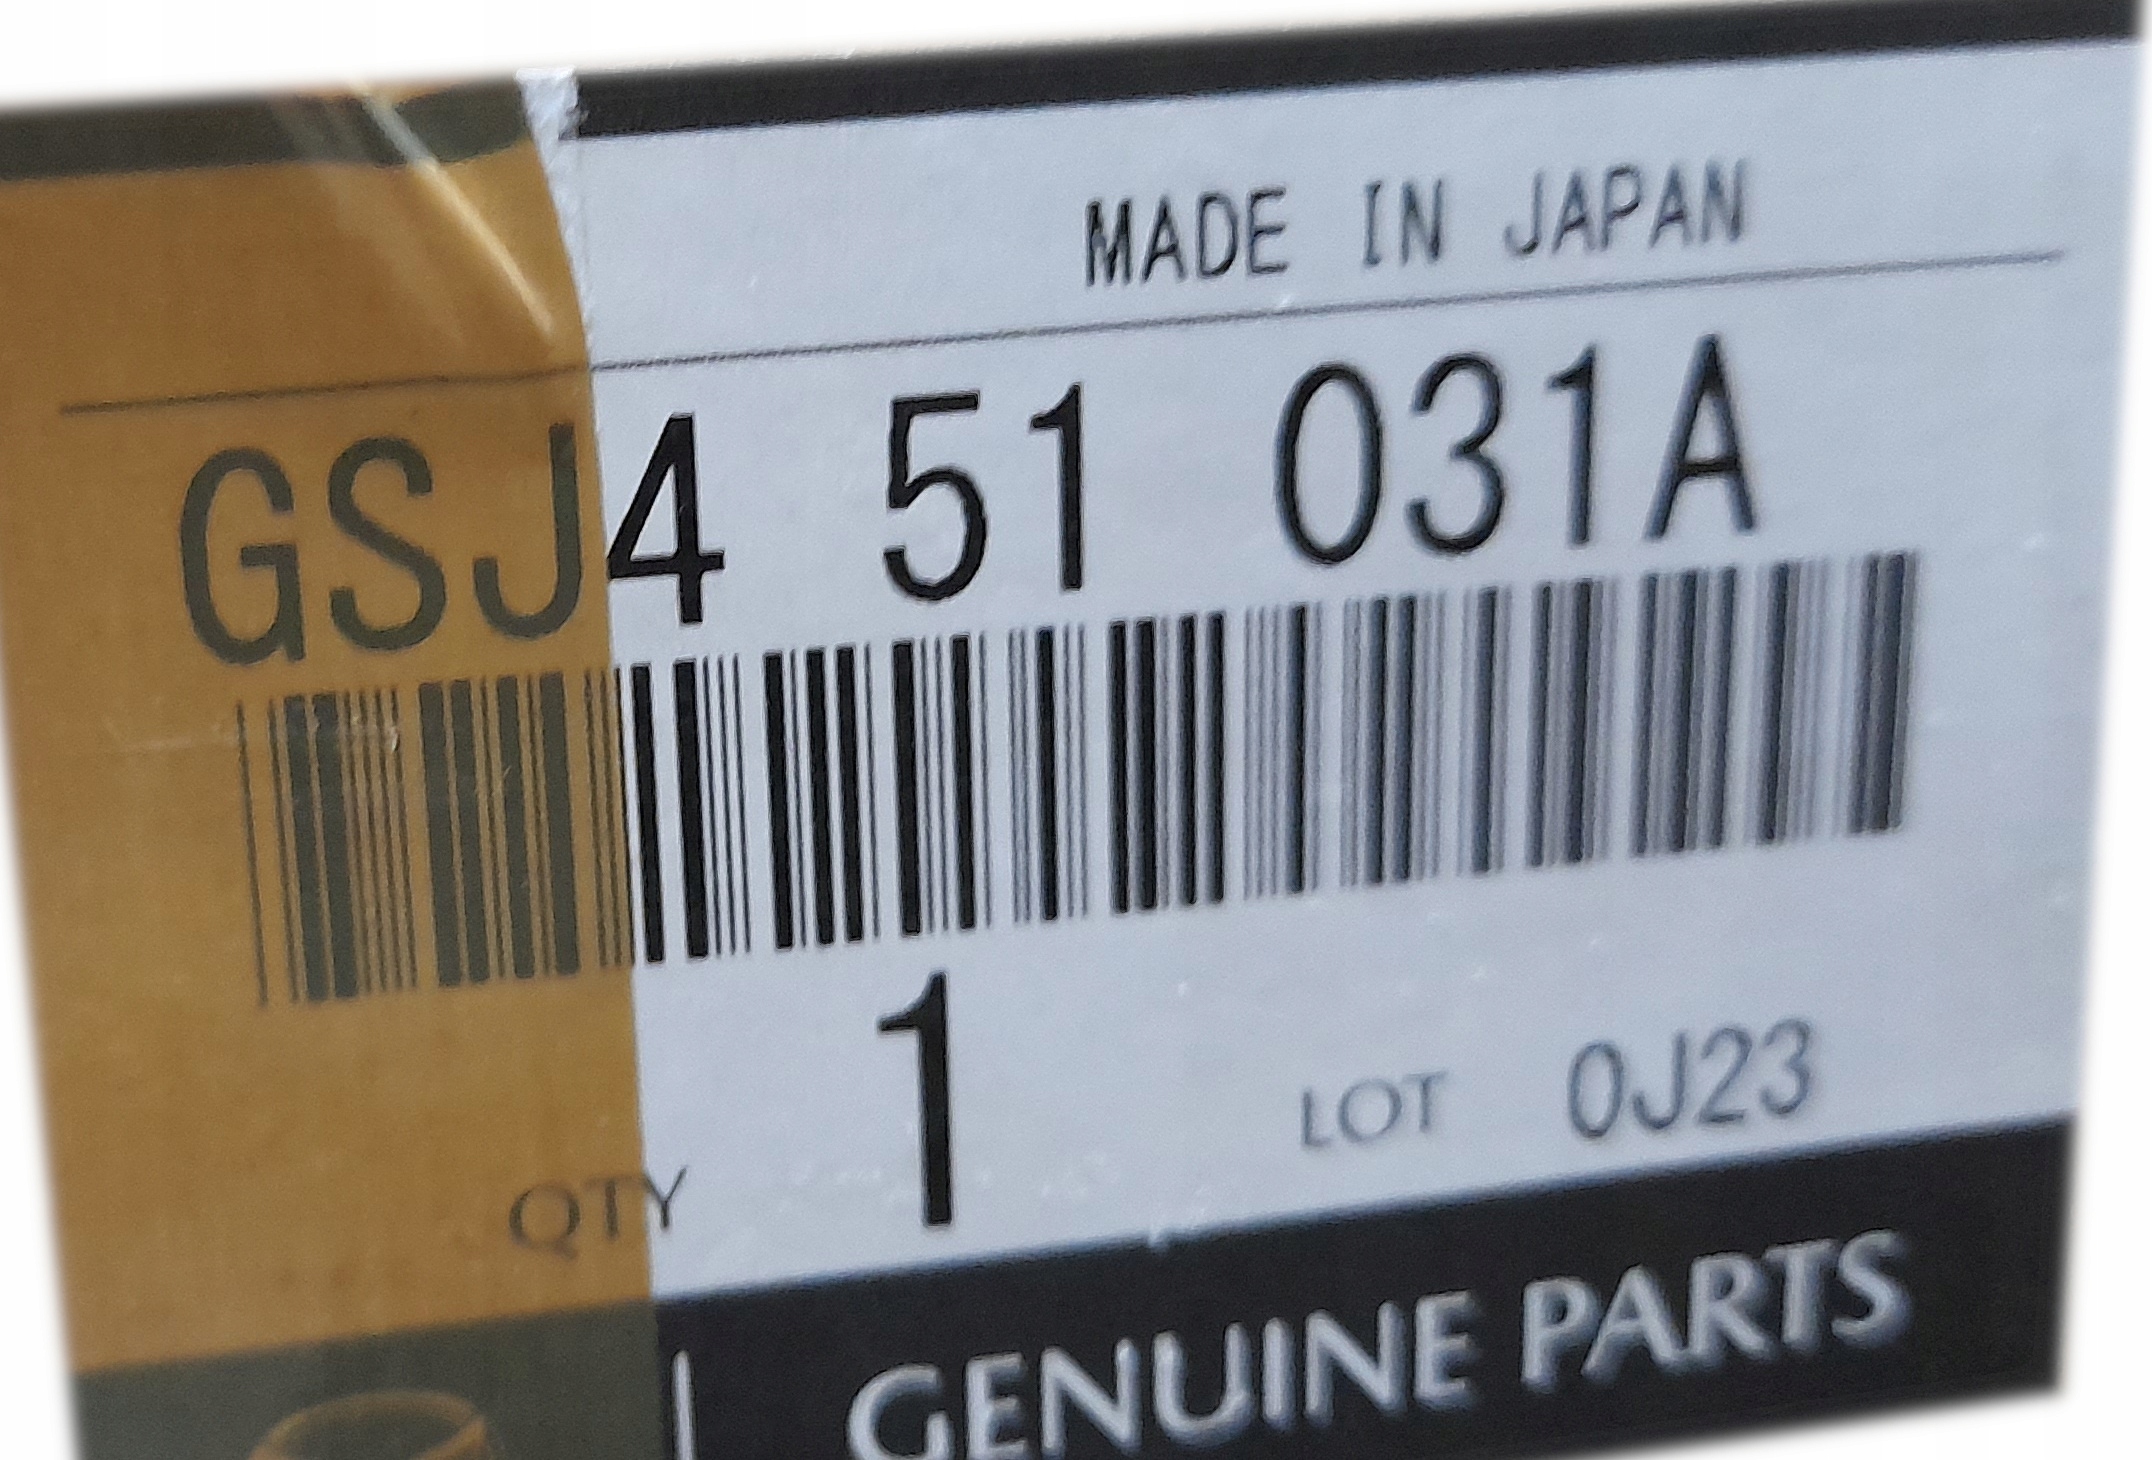 MADE IN JAPAN
GSJ4 51 031A
QTY 1 LOT 0J23
GENUINE PARTS